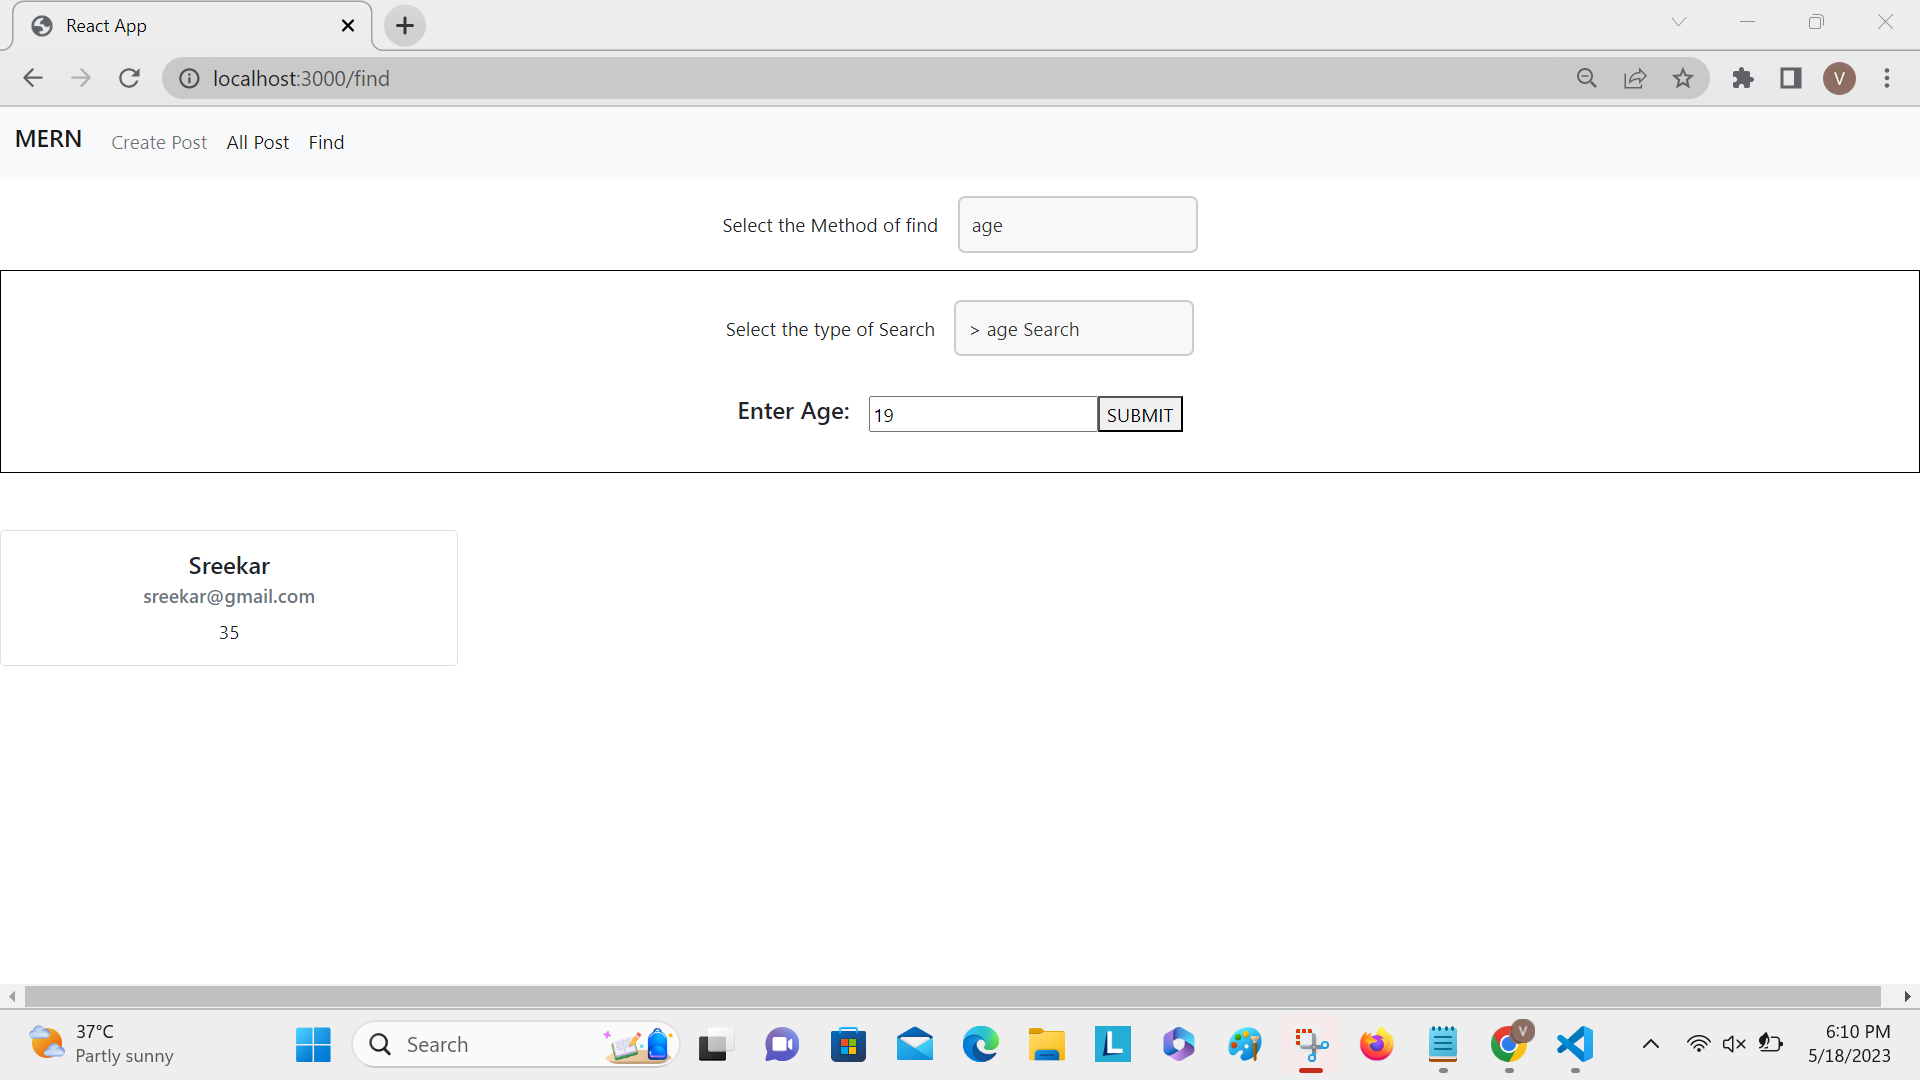 React App
localhost:3000/find
V
MERN
Create Post All Post Find
Select the Method of find age
Select the type of Search > age Search
Enter Age: 19 SUBMIT
Sreekar
sreekar@gmail.com
35
37°C
Partly sunny
Search
L
V
6:10 PM
5/18/2023